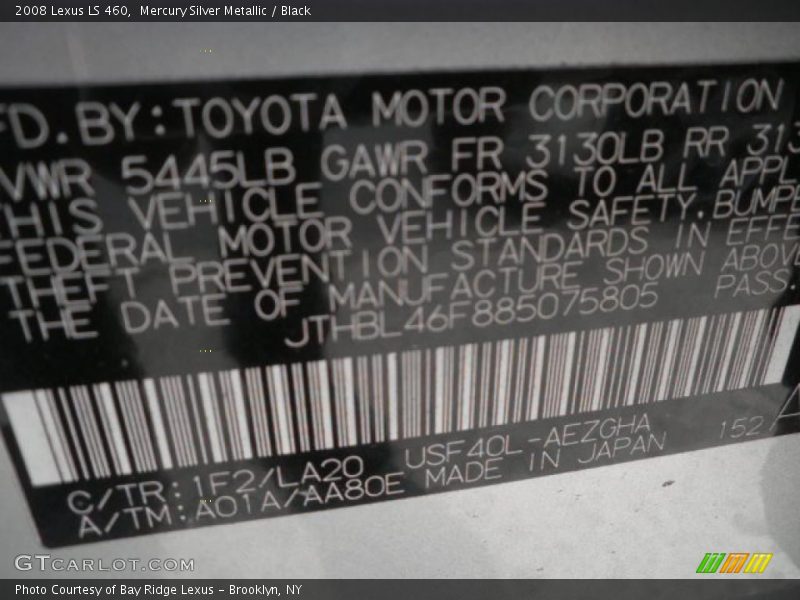 2008 Lexus LS 460,  Mercury Silver Metallic / Black
FD.BY:TOYOTA MOTOR CORPORATION
VWR 5445LB GAWR FR 3130LB RR 313
HIS VEHICLE CONFORMS TO ALL APPL
FEDERAL MOTOR VEHICLE SAFETY,BUMPE
THEFT PREVENTION STANDARDS IN EFFE
THE DATE OF MANUFACTURE SHOWN ABOVE
JTHBL46F885075805 PASS.
C/TR:1F2/LA20 USF40L-AEZGHA 152
A/TM:A01A/AA80E MADE IN JAPAN
GTCARLOT.COM
Photo Courtesy of Bay Ridge Lexus – Brooklyn, NY